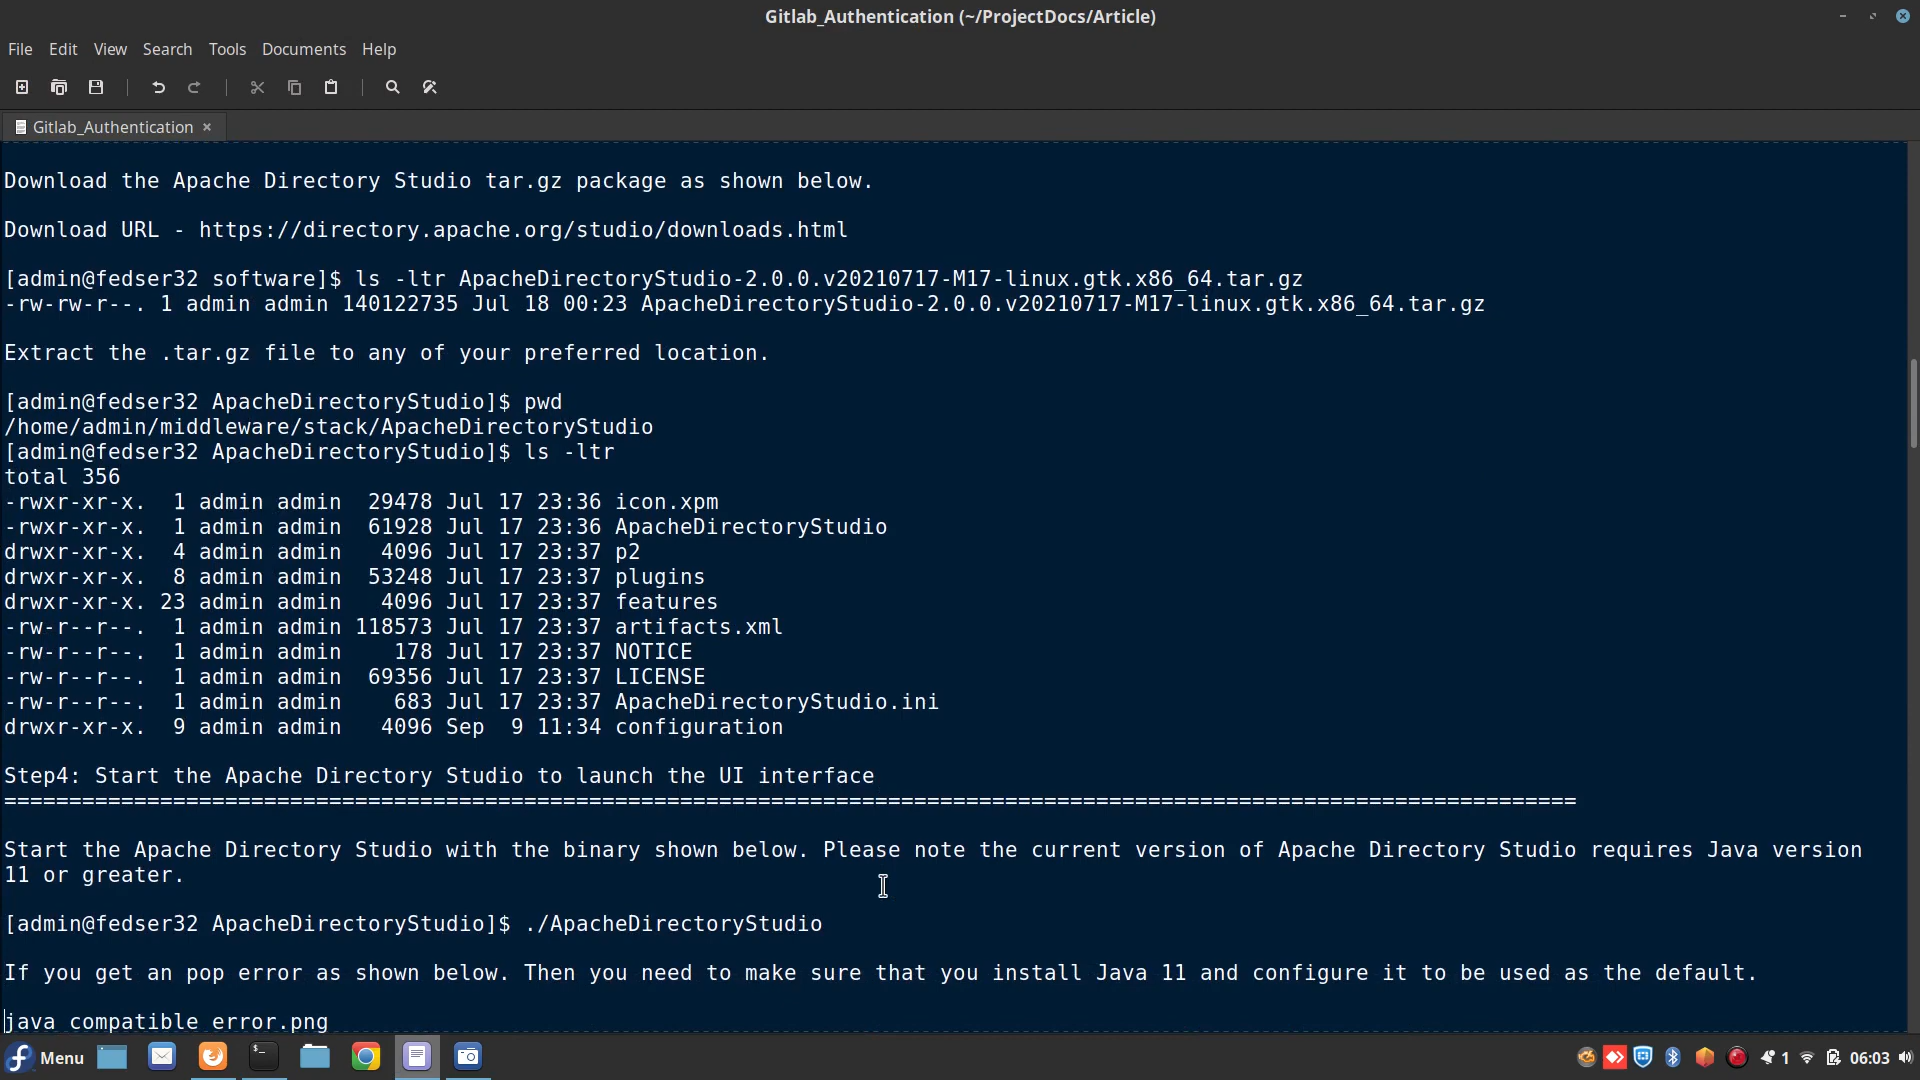 Gitlab_Authentication (~/ProjectDocs/Article)
File Edit View Search Tools Documents Help
Gitlab_Authentication ×
Download the Apache Directory Studio tar.gz package as shown below.
Download URL - https://directory.apache.org/studio/downloads.html
[admin@fedser32 software]$ ls -ltr ApacheDirectoryStudio-2.0.0.v20210717-M17-linux.gtk.x86_64.tar.gz
-rw-rw-r--. 1 admin admin 140122735 Jul 18 00:23 ApacheDirectoryStudio-2.0.0.v20210717-M17-linux.gtk.x86_64.tar.gz
Extract the .tar.gz file to any of your preferred location.
[admin@fedser32 ApacheDirectoryStudio]$ pwd
/home/admin/middleware/stack/ApacheDirectoryStudio
[admin@fedser32 ApacheDirectoryStudio]$ ls -ltr
total 356
-rwxr-xr-x.  1 admin admin  29478 Jul 17 23:36 icon.xpm
-rwxr-xr-x.  1 admin admin  61928 Jul 17 23:36 ApacheDirectoryStudio
drwxr-xr-x.  4 admin admin   4096 Jul 17 23:37 p2
drwxr-xr-x.  8 admin admin  53248 Jul 17 23:37 plugins
drwxr-xr-x. 23 admin admin   4096 Jul 17 23:37 features
-rw-r--r--.  1 admin admin 118573 Jul 17 23:37 artifacts.xml
-rw-r--r--.  1 admin admin    178 Jul 17 23:37 NOTICE
-rw-r--r--.  1 admin admin  69356 Jul 17 23:37 LICENSE
-rw-r--r--.  1 admin admin    683 Jul 17 23:37 ApacheDirectoryStudio.ini
drwxr-xr-x.  9 admin admin   4096 Sep  9 11:34 configuration
Step4: Start the Apache Directory Studio to launch the UI interface
=========================================================================================================================
Start the Apache Directory Studio with the binary shown below. Please note the current version of Apache Directory Studio requires Java version
11 or greater.
[admin@fedser32 ApacheDirectoryStudio]$ ./ApacheDirectoryStudio
If you get an pop error as shown below. Then you need to make sure that you install Java 11 and configure it to be used as the default.
java compatible error.png
Menu 1 06:03